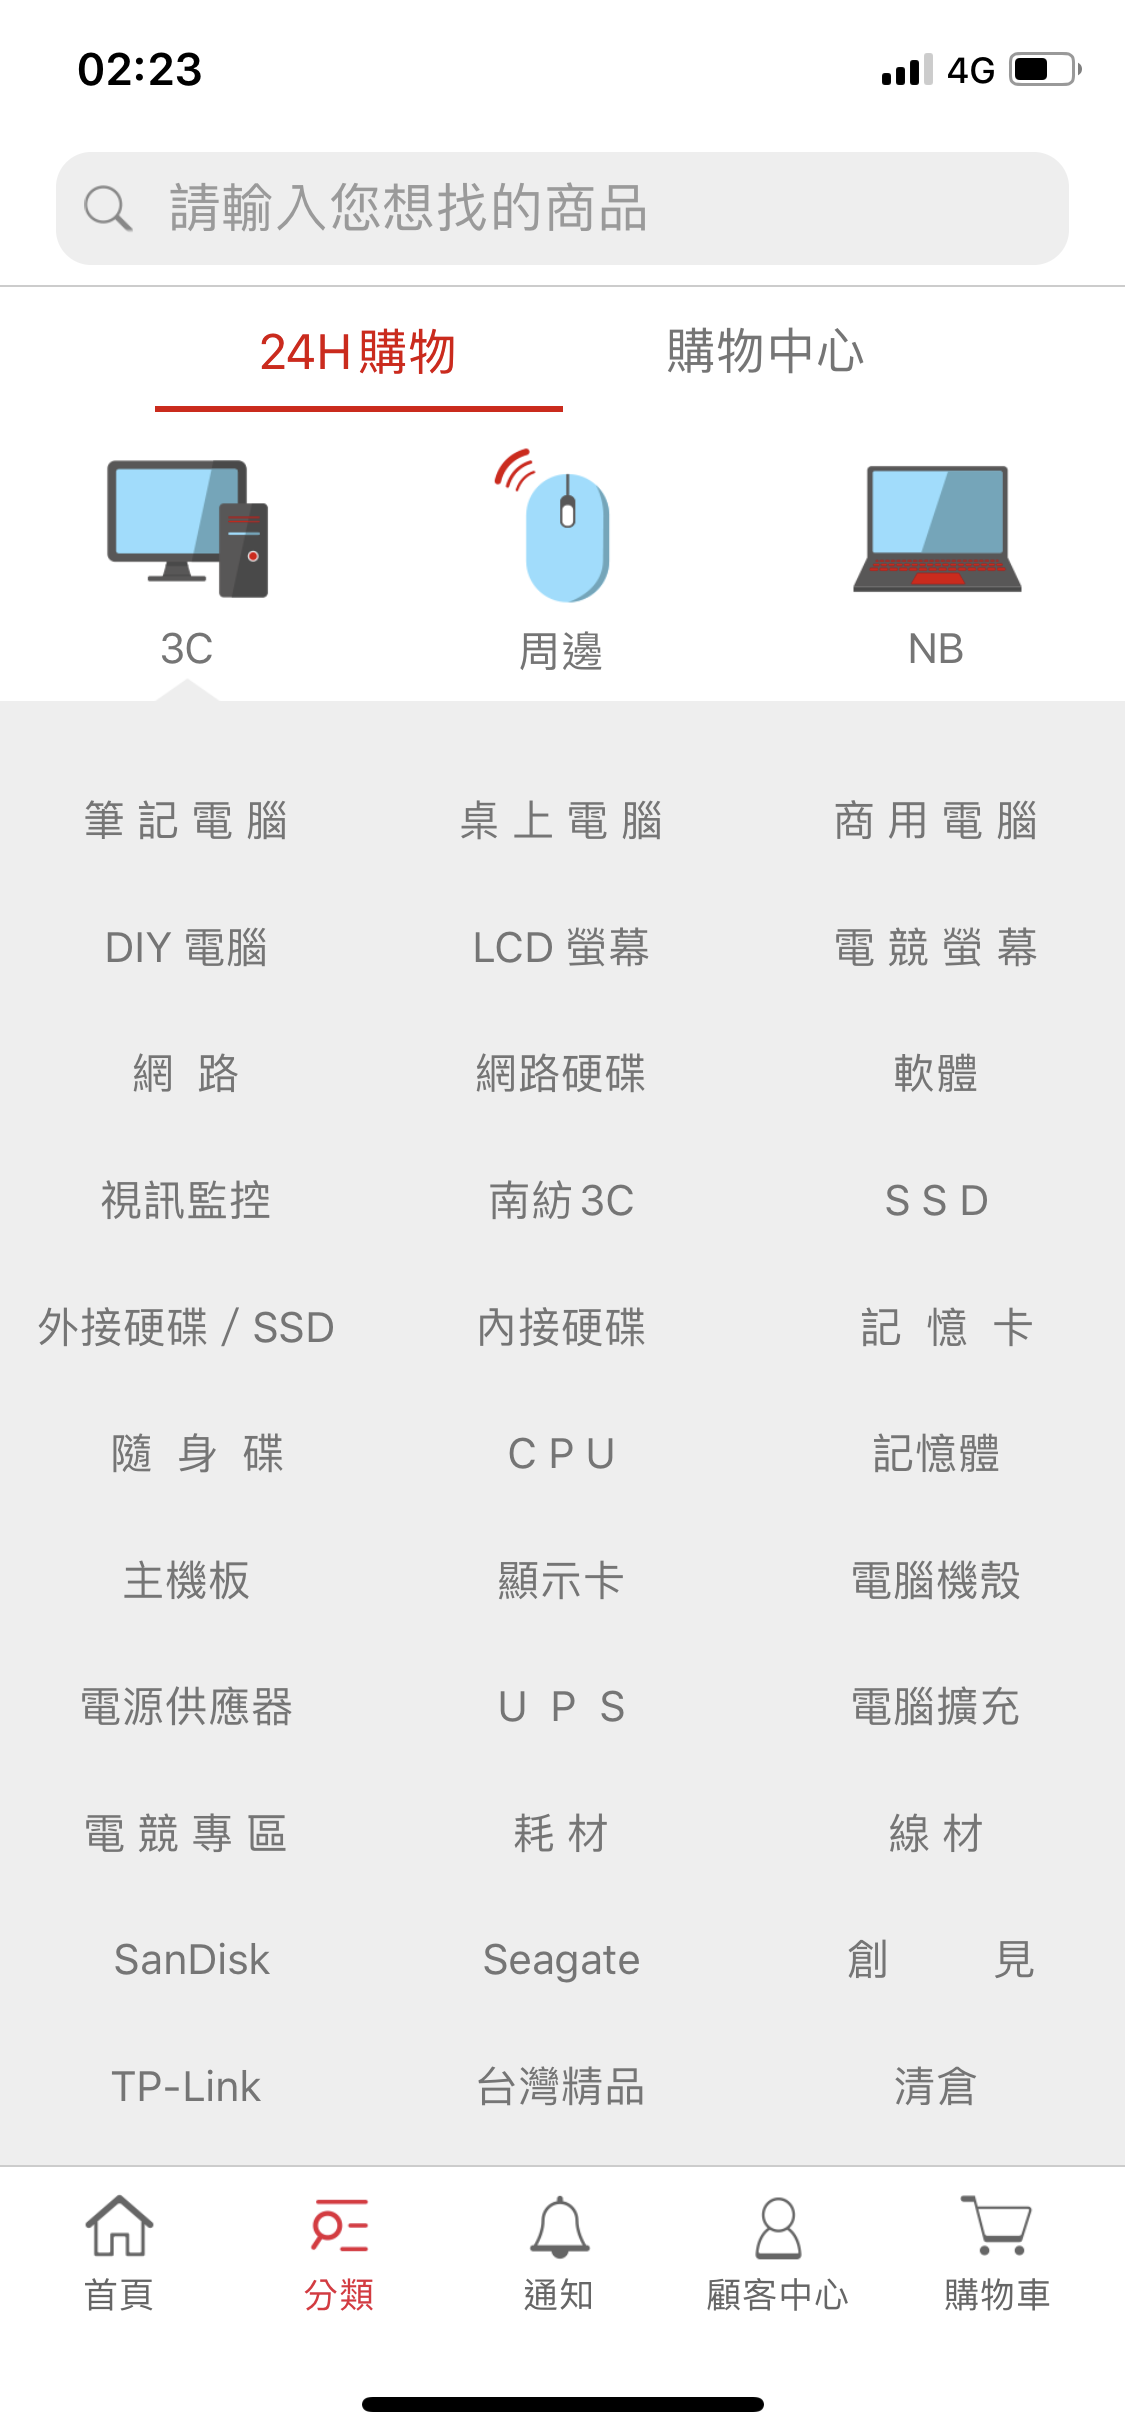 02:23 4G
請輸入您想找的商品
24H購物 購物中心
3C 周邊 NB
筆記電腦 桌上電腦 商用電腦
DIY 電腦 LCD 螢幕 電競螢幕
網路 網路硬碟 軟體
視訊監控 南紡3C SSD
外接硬碟 / SSD 內接硬碟 記憶卡
隨身碟 CPU 記憶體
主機板 顯示卡 電腦機殼
電源供應器 UPS 電腦擴充
電競專區 耗材 線材
SanDisk Seagate 創見
TP-Link 台灣精品 清倉
首頁 分類 通知 顧客中心 購物車